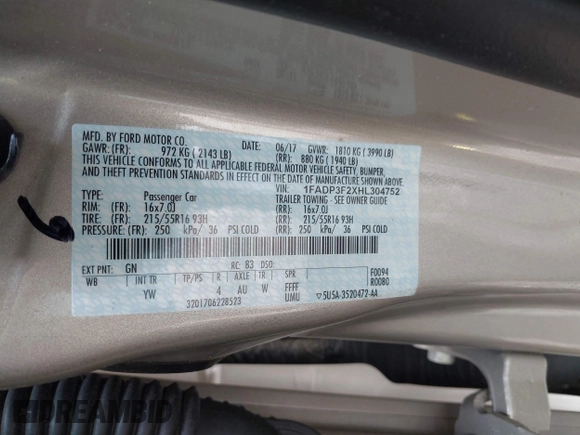 MFD. BY FORD MOTOR CO.
DATE: 06/17 GVWR: 1810 KG ( 3990 LB)
GAWR: (FR) 972 KG ( 2143 LB) (RR) 880 KG ( 1940 LB)
THIS VEHICLE CONFORMS TO ALL APPLICABLE FEDERAL MOTOR VEHICLE SAFETY, BUMPER,
AND THEFT PREVENTION STANDARDS IN EFFECT ON THE DATE OF MANUFACTURE SHOWN ABOVE.
VIN: 1FADP3F2XHL304752
TYPE: Passenger Car TRAILER TOWING - SEE OWNER GUIDE
RIM: (FR) 16x7.0J (RR) 16x7.0J
TIRE: (FR) 215/55R16 93H (RR) 215/55R16 93H
PRESSURE: (FR) 250 kPa/ 36 PSI COLD (RR) 250 kPa/ 36 PSI COLD
EXT PNT: GN RC: 83 DSO: F0094
WB INT TR TP/PS R AXLE TR SPR R0080
YW 4 AU W FFFF
UMU
3201706228523 ▽5U5A-3520472-AA
DREAMBID